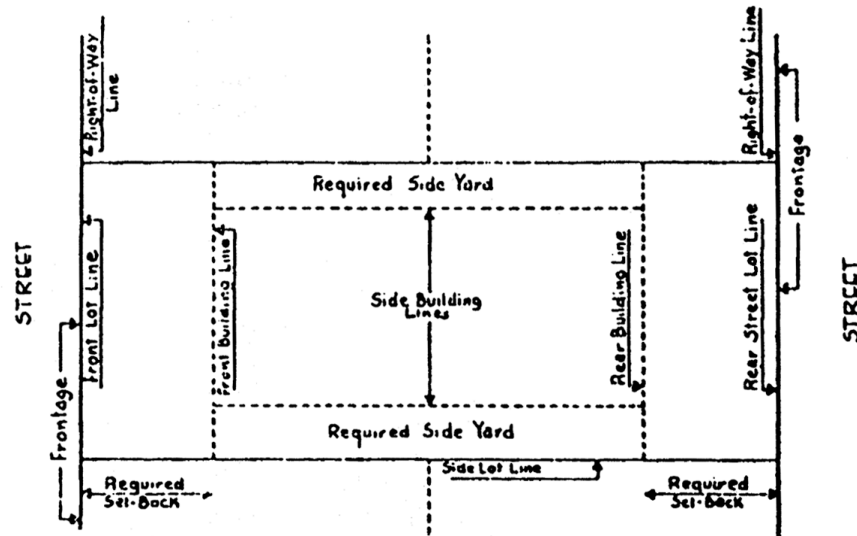 Right-of-Way
Line
Right-of-Way Line
Frontage
Required Side Yard
STREET
Front Lot Line
Front Building Line
Side Building
Lines
Rear Building Line
Rear Street Lot Line
STREET
Frontage
Required Side Yard
Side Lot Line
Required
Set-Back
Required
Set-Back